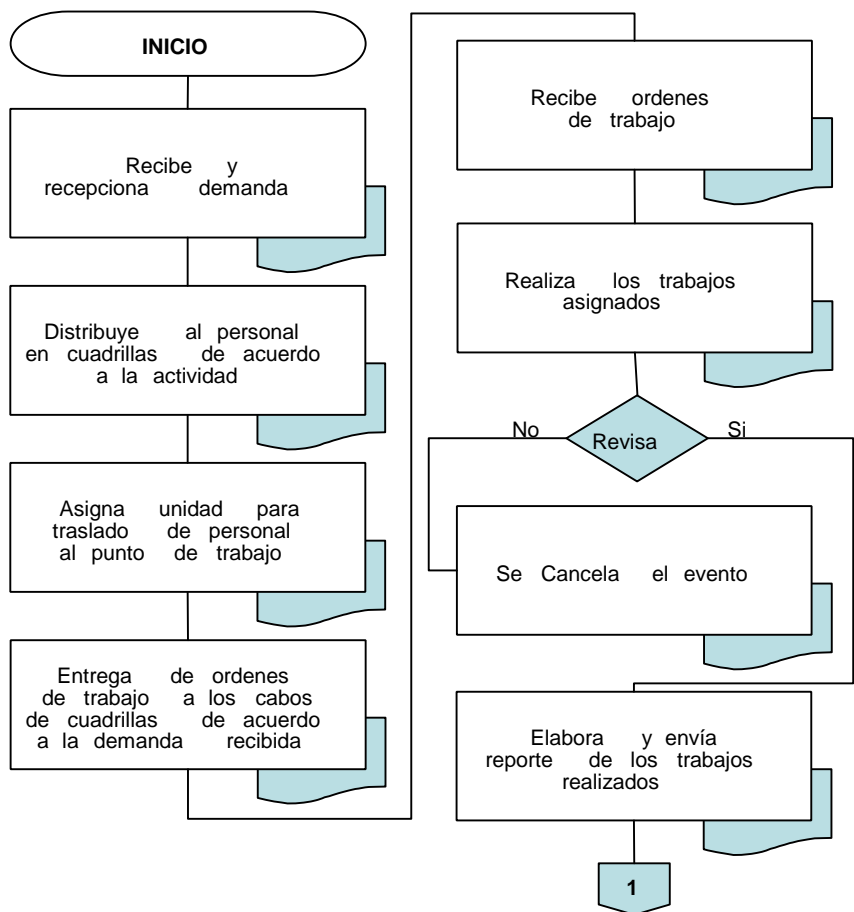 INICIO
Recibe y
recepciona demanda
Distribuye al personal
en cuadrillas de acuerdo
a la actividad
Asigna unidad para
traslado de personal
al punto de trabajo
Entrega de ordenes
de trabajo a los cabos
de cuadrillas de acuerdo
a la demanda recibida
Recibe ordenes
de trabajo
Realiza los trabajos
asignados
No
Revisa
Si
Se Cancela el evento
Elabora y envía
reporte de los trabajos
realizados
1